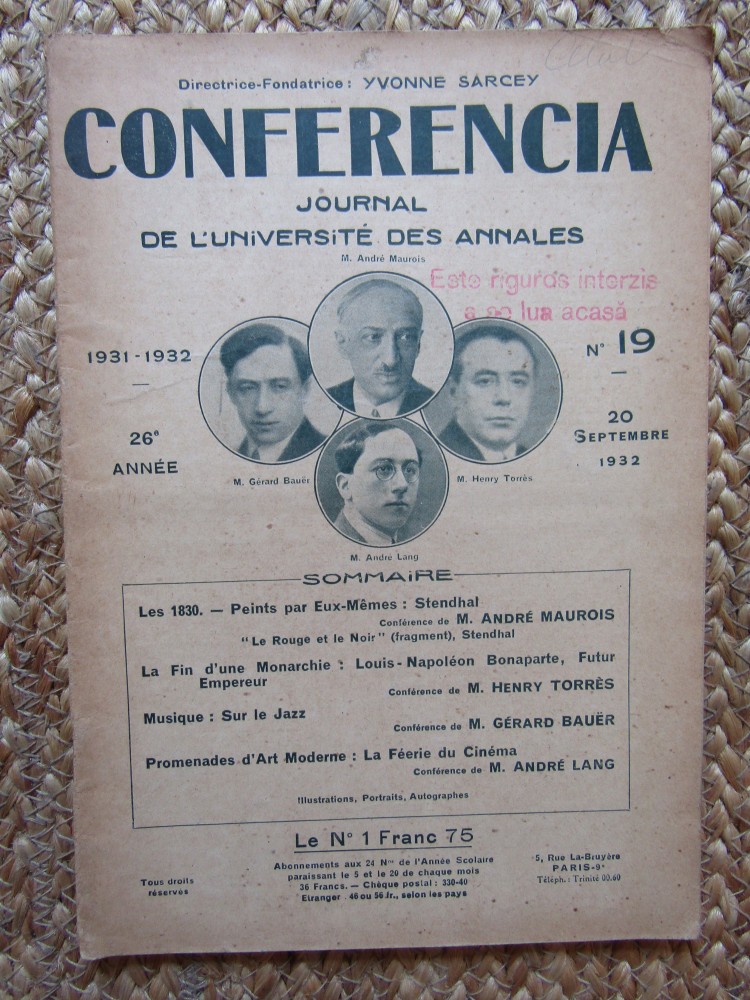 Directrice-Fondatrice : YVONNE SARCEY
CONFERENCIA
JOURNAL
DE L'UNIVERSITÉ DES ANNALES
M. André Maurois
Este riguros interzis
a se lua acasă
1931-1932
N° 19
26e
ANNÉE
20
SEPTEMBRE
1932
M. Gérard Bauër
M. Henry Torrès
M. André Lang
SOMMAIRE
Les 1830. — Peints par Eux-Mêmes : Stendhal
Conférence de M. ANDRÉ MAUROIS
"Le Rouge et le Noir" (fragment), Stendhal
La Fin d'une Monarchie : Louis-Napoléon Bonaparte, Futur
Empereur
Conférence de M. HENRY TORRÈS
Musique : Sur le Jazz
Conférence de M. GÉRARD BAUËR
Promenades d'Art Moderne : La Féerie du Cinéma
Conférence de M. ANDRÉ LANG
Illustrations, Portraits, Autographes
Le N° 1 Franc 75
Tous droits
réservés
Abonnements aux 24 Nos de l'Année Scolaire
paraissant le 5 et le 20 de chaque mois
36 Francs. — Chèque postal : 330-40
Etranger : 46 ou 56 fr., selon les pays
5, Rue La-Bruyère
PARIS-9e
Téléph. : Trinité 00.60